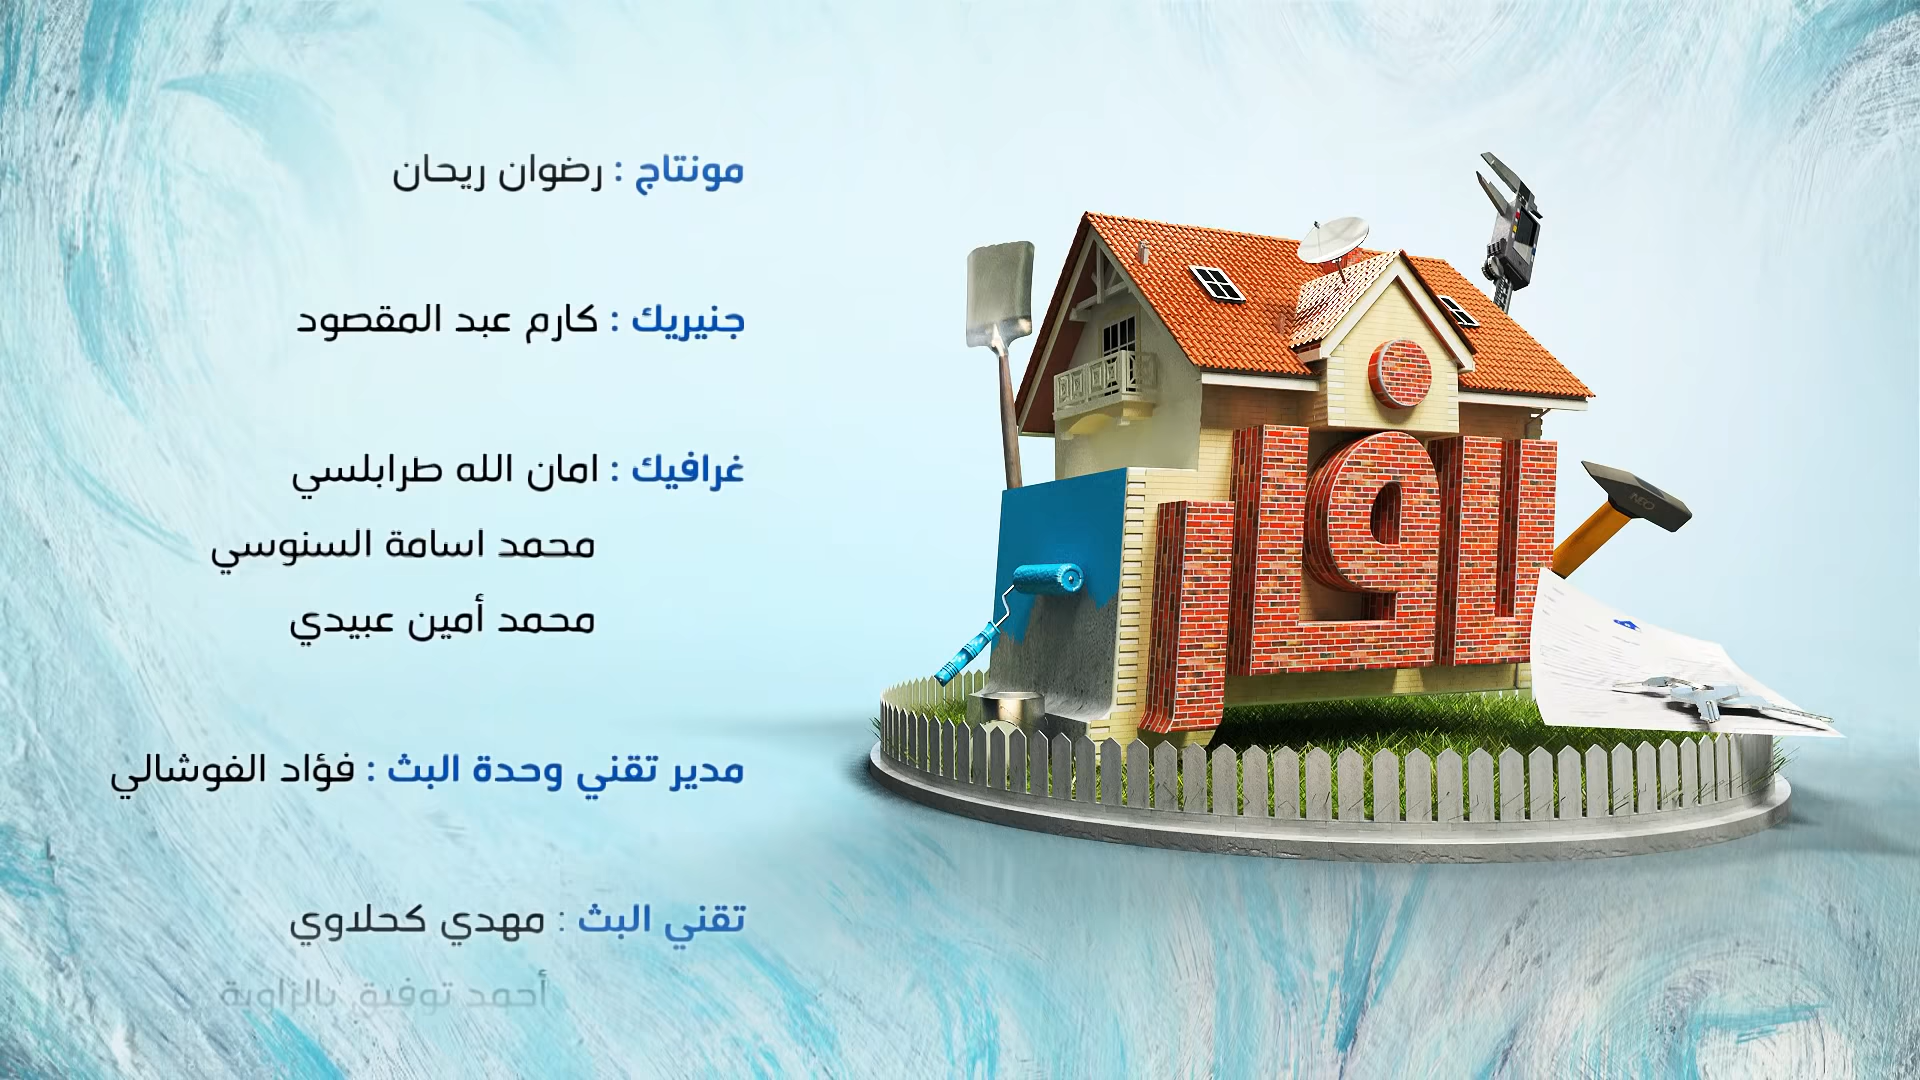 مونتاج : رضوان ريحان
جنيريك : كارم عبد المقصود
غرافيك : امان الله طرابلسي
محمد اسامة السنوسي
محمد أمين عبيدي
مدير تقني وحدة البث : فؤاد الفوشالي
تقني البث : مهدي كحلاوي
أحمد توفيق بالزاوية
NEO